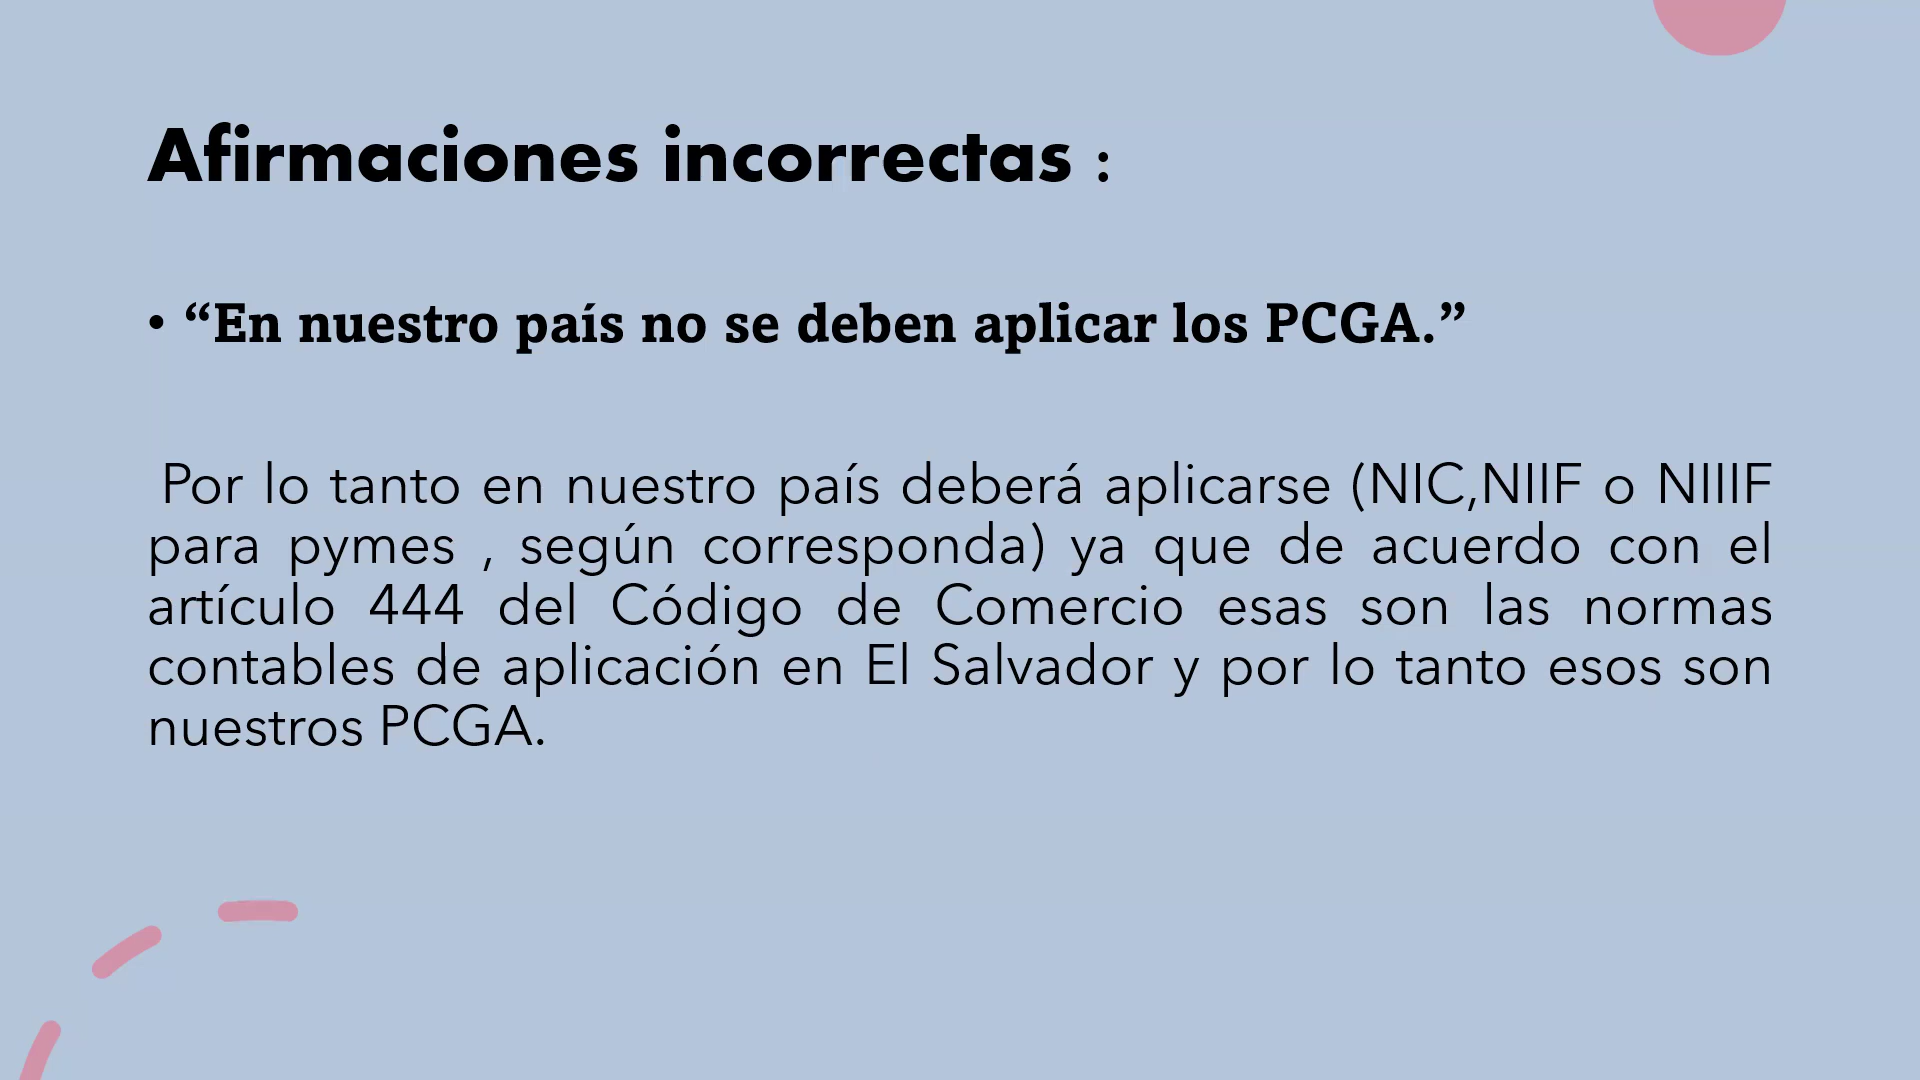 Afirmaciones incorrectas :
• “En nuestro país no se deben aplicar los PCGA.”
Por lo tanto en nuestro país deberá aplicarse (NIC,NIIF o NIIIF
para pymes , según corresponda) ya que de acuerdo con el
artículo 444 del Código de Comercio esas son las normas
contables de aplicación en El Salvador y por lo tanto esos son
nuestros PCGA.